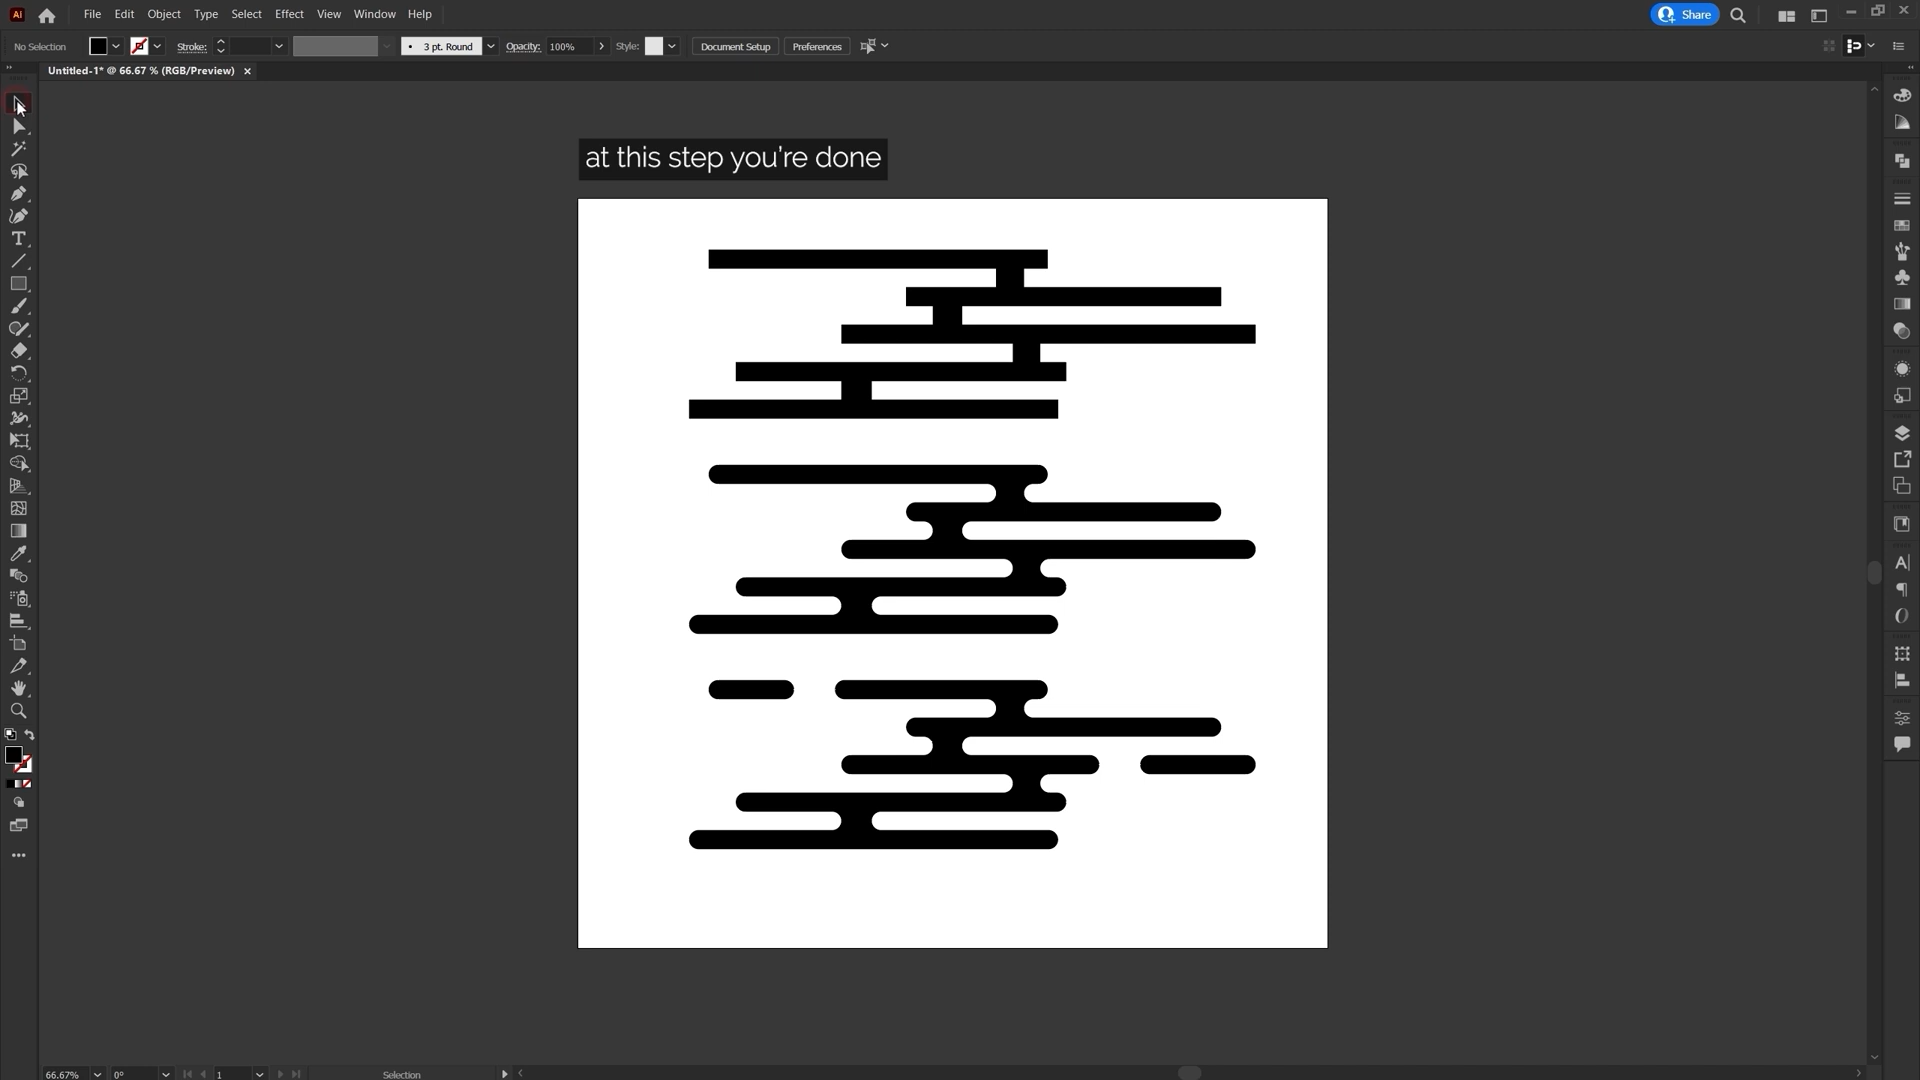 Ai File Edit Object Type Select Effect View Window Help Share
No Selection Stroke: 3 pt. Round Opacity: 100% Style: Document Setup Preferences
Untitled-1* @ 66.67 % (RGB/Preview)
at this step you're done
66.67% 0° 1 Selection